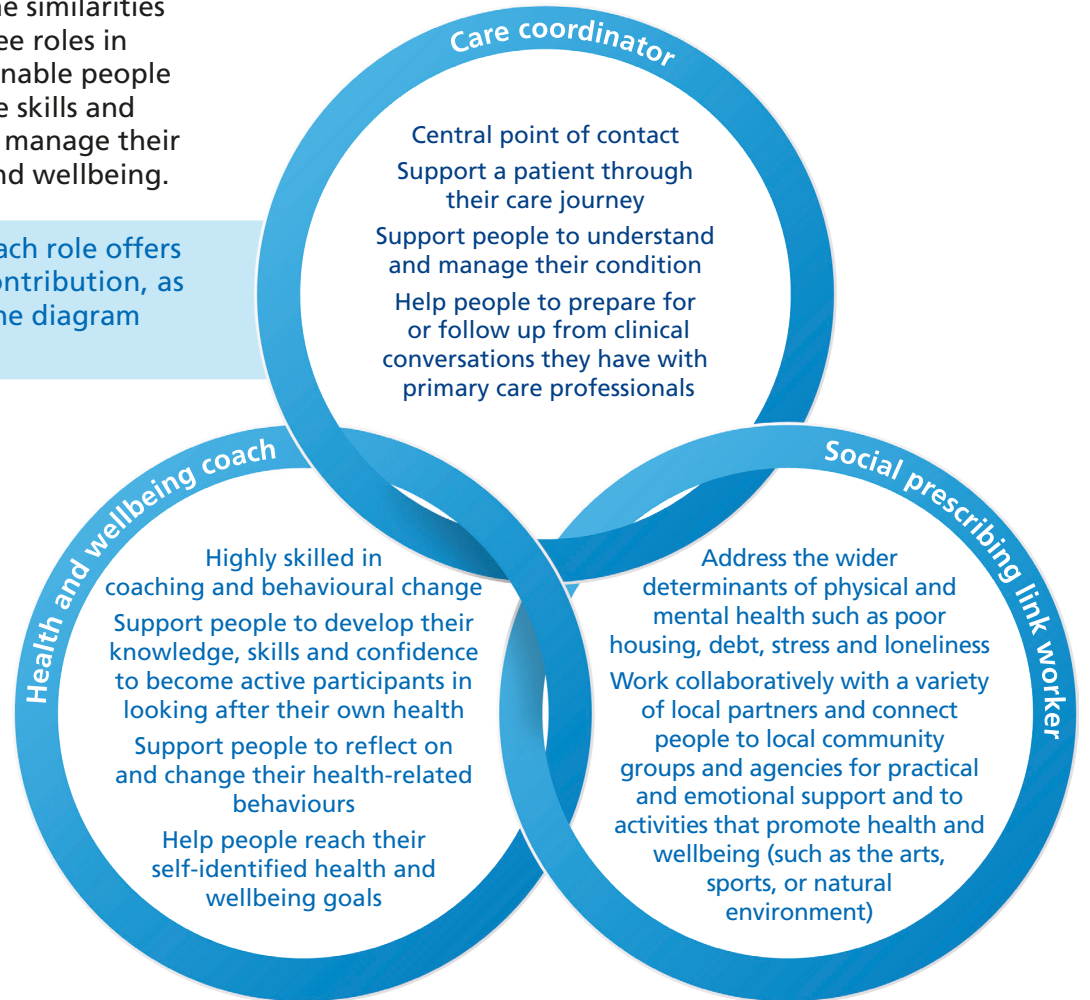 e similarities
ee roles in
nable people
e skills and
manage their
nd wellbeing.
ach role offers
ontribution, as
he diagram
Care coordinator
Central point of contact
Support a patient through
their care journey
Support people to understand
and manage their condition
Help people to prepare for
or follow up from clinical
conversations they have with
primary care professionals
Health and wellbeing coach
Highly skilled in
coaching and behavioural change
Support people to develop their
knowledge, skills and confidence
to become active participants in
looking after their own health
Support people to reflect on
and change their health-related
behaviours
Help people reach their
self-identified health and
wellbeing goals
Social prescribing link worker
Address the wider
determinants of physical and
mental health such as poor
housing, debt, stress and loneliness
Work collaboratively with a variety
of local partners and connect
people to local community
groups and agencies for practical
and emotional support and to
activities that promote health and
wellbeing (such as the arts,
sports, or natural
environment)